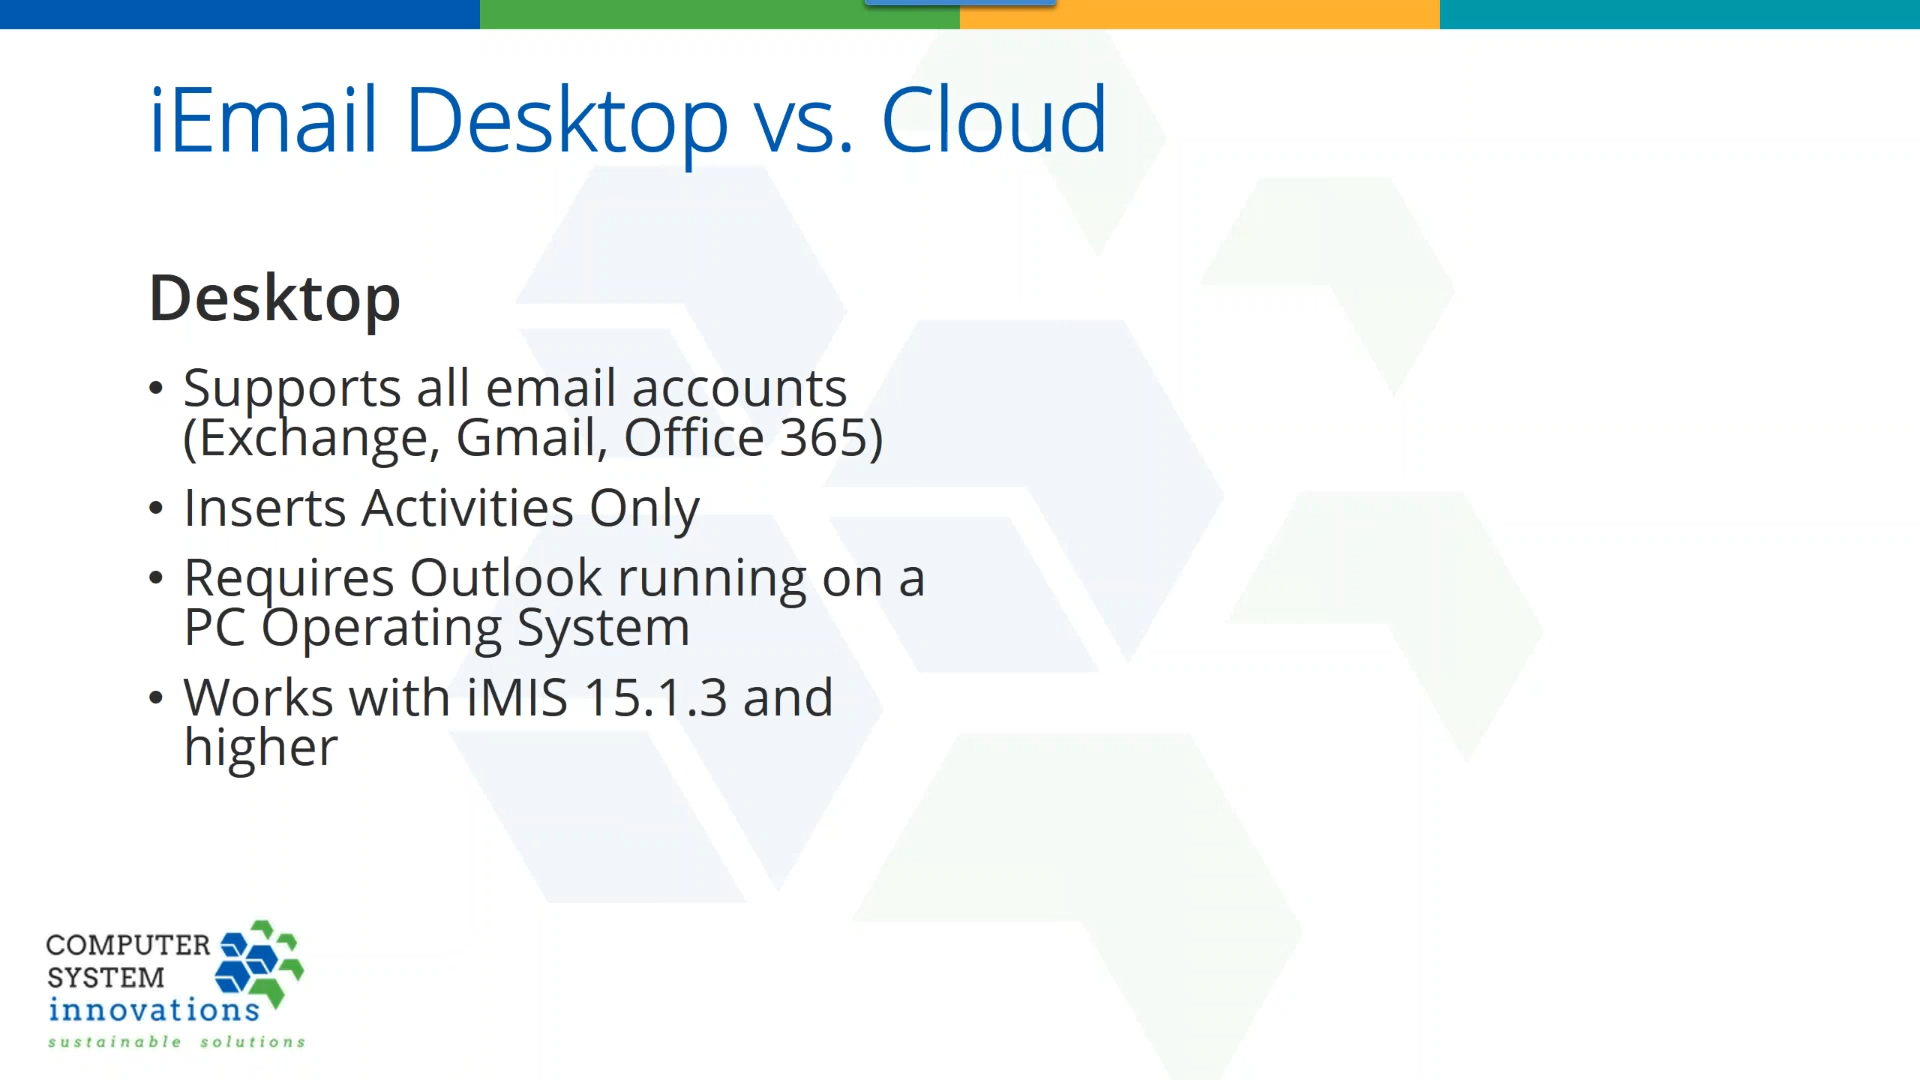 iEmail Desktop vs. Cloud
Desktop
• Supports all email accounts
(Exchange, Gmail, Office 365)
• Inserts Activities Only
• Requires Outlook running on a
PC Operating System
• Works with iMIS 15.1.3 and
higher
COMPUTER
SYSTEM
innovations
sustainable solutions